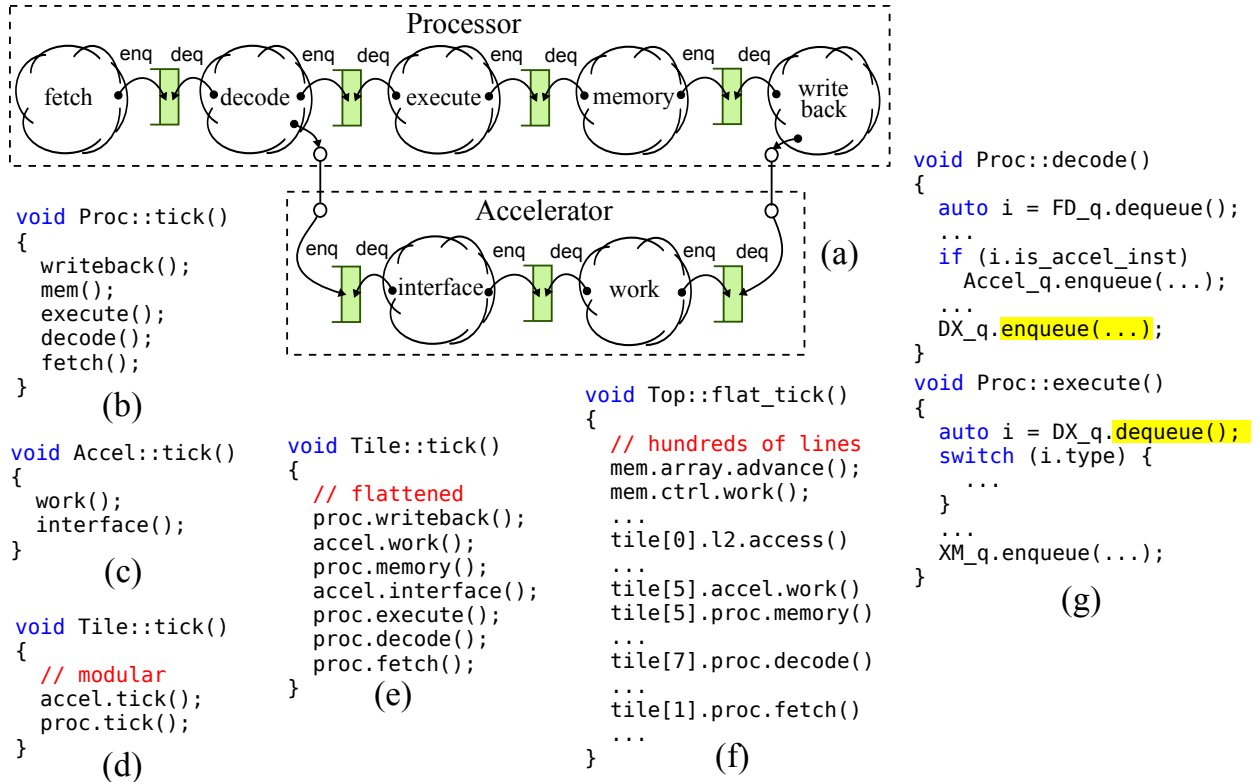 Processor
enq deq enq deq enq deq enq deq
fetch decode execute memory write
back
Accelerator
enq deq enq deq enq deq
interface work
(a)
void Proc::tick()
{
  writeback();
  mem();
  execute();
  decode();
  fetch();
}
(b)
void Accel::tick()
{
  work();
  interface();
}
(c)
void Tile::tick()
{
  // modular
  accel.tick();
  proc.tick();
}
(d)
void Tile::tick()
{
  // flattened
  proc.writeback();
  accel.work();
  proc.memory();
  accel.interface();
  proc.execute();
  proc.decode();
  proc.fetch();
}
(e)
void Top::flat_tick()
{
  // hundreds of lines
  mem.array.advance();
  mem.ctrl.work();
  ...
  tile[0].l2.access()
  ...
  tile[5].accel.work()
  tile[5].proc.memory()
  ...
  tile[7].proc.decode()
  ...
  tile[1].proc.fetch()
  ...
}
(f)
void Proc::decode()
{
  auto i = FD_q.dequeue();
  ...
  if (i.is_accel_inst)
    Accel_q.enqueue(...);
  ...
  DX_q.enqueue(...);
}
void Proc::execute()
{
  auto i = DX_q.dequeue();
  switch (i.type) {
    ...
  }
  ...
  XM_q.enqueue(...);
}
(g)